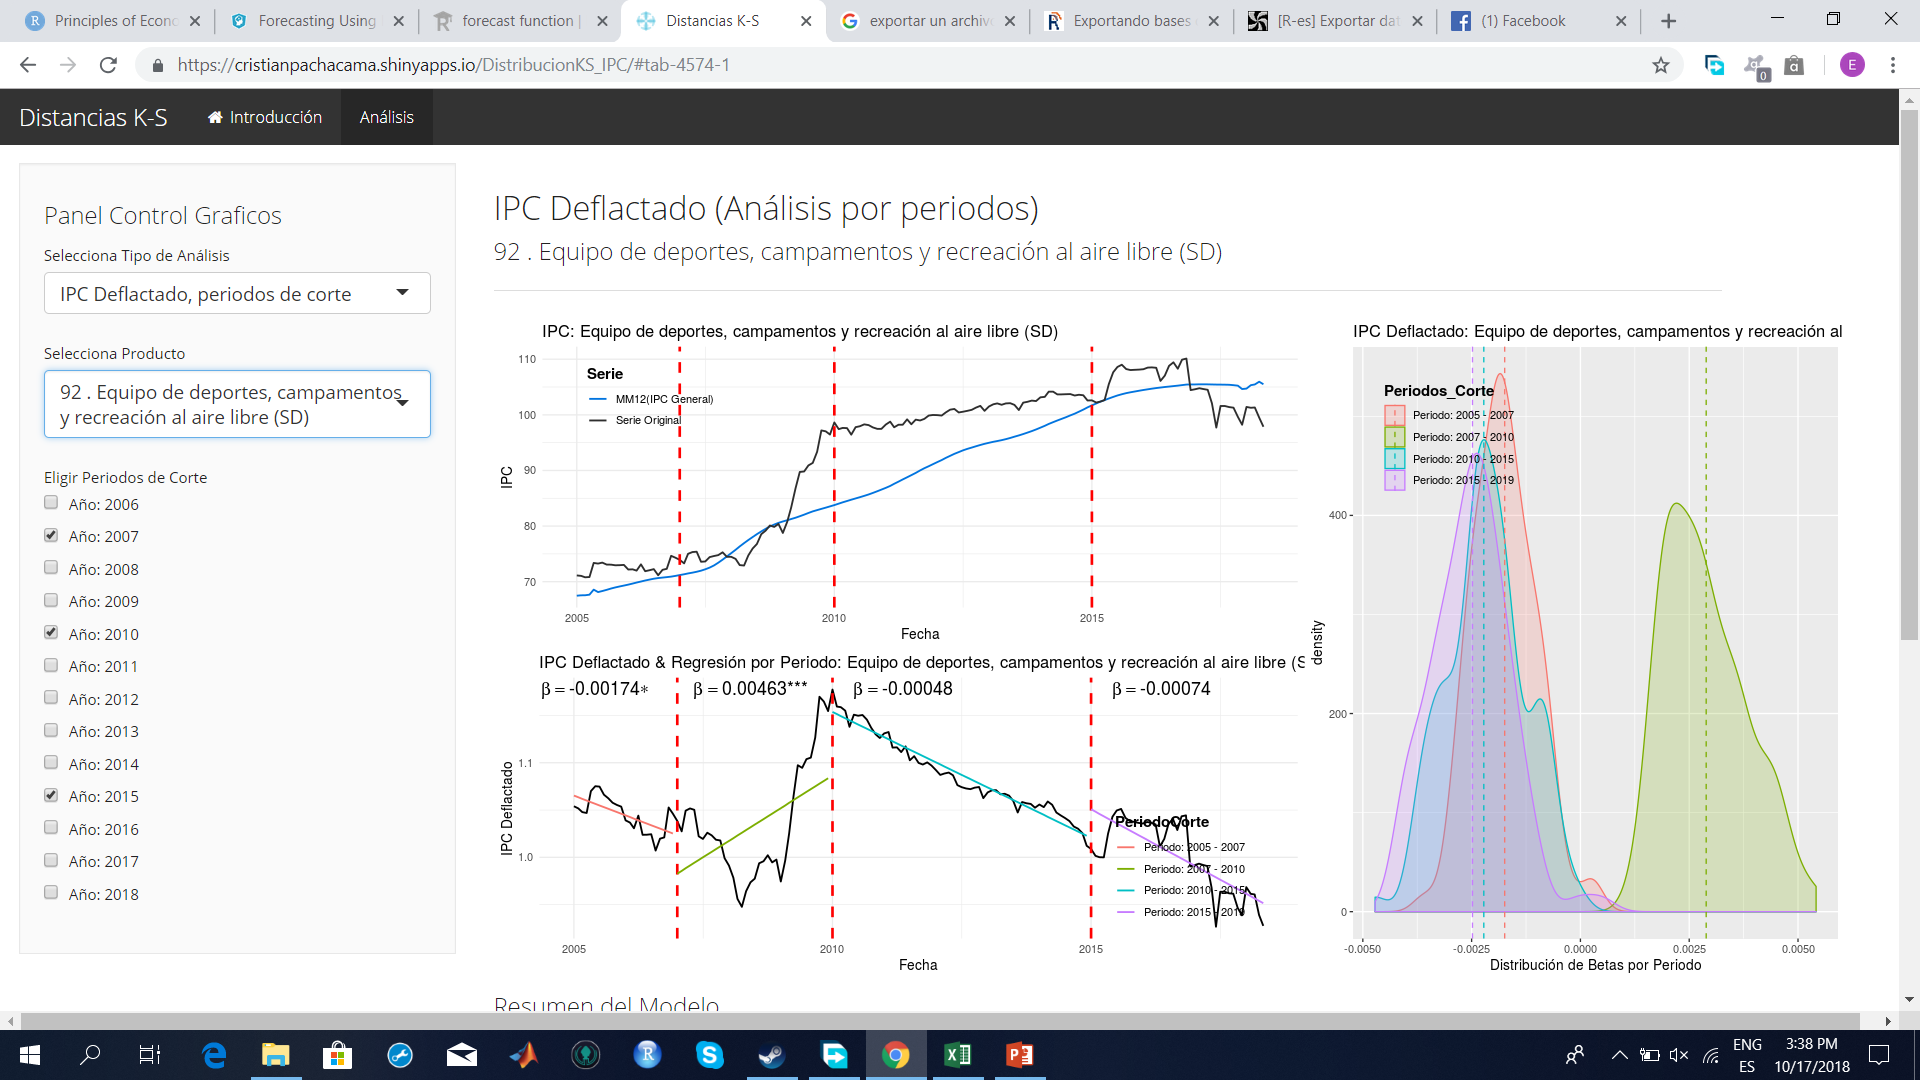 Principles of Econo
Forecasting Using
forecast function |
Distancias K-S
exportar un archivo
Exportando bases
[R-es] Exportar dat
(1) Facebook
https://cristianpachacama.shinyapps.io/DistribucionKS_IPC/#tab-4574-1
0
E
Distancias K-S
Introducción
Análisis
Panel Control Graficos
Selecciona Tipo de Análisis
IPC Deflactado, periodos de corte
Selecciona Producto
92 . Equipo de deportes, campamentos
y recreación al aire libre (SD)
Eligir Periodos de Corte
Año: 2006
Año: 2007
Año: 2008
Año: 2009
Año: 2010
Año: 2011
Año: 2012
Año: 2013
Año: 2014
Año: 2015
Año: 2016
Año: 2017
Año: 2018
IPC Deflactado (Análisis por periodos)
92 . Equipo de deportes, campamentos y recreación al aire libre (SD)
IPC: Equipo de deportes, campamentos y recreación al aire libre (SD)
110
100
90
80
70
IPC
Serie
MM12(IPC General)
Serie Original
2005
2010
2015
Fecha
IPC Deflactado & Regresión por Periodo: Equipo de deportes, campamentos y recreación al aire libre (S
β = -0.00174*
β = 0.00463***
β = -0.00048
β = -0.00074
1.1
1.0
IPC Deflactado
PeriodoCorte
Periodo: 2005 - 2007
Periodo: 2007 - 2010
Periodo: 2010 - 2015
Periodo: 2015 - 2019
2005
2010
2015
Fecha
IPC Deflactado: Equipo de deportes, campamentos y recreación al
Periodos_Corte
Periodo: 2005 - 2007
Periodo: 2007 - 2010
Periodo: 2010 - 2015
Periodo: 2015 - 2019
400
200
0
density
-0.0050
-0.0025
0.0000
0.0025
0.0050
Distribución de Betas por Periodo
Resumen del Modelo
ENG
ES
3:38 PM
10/17/2018